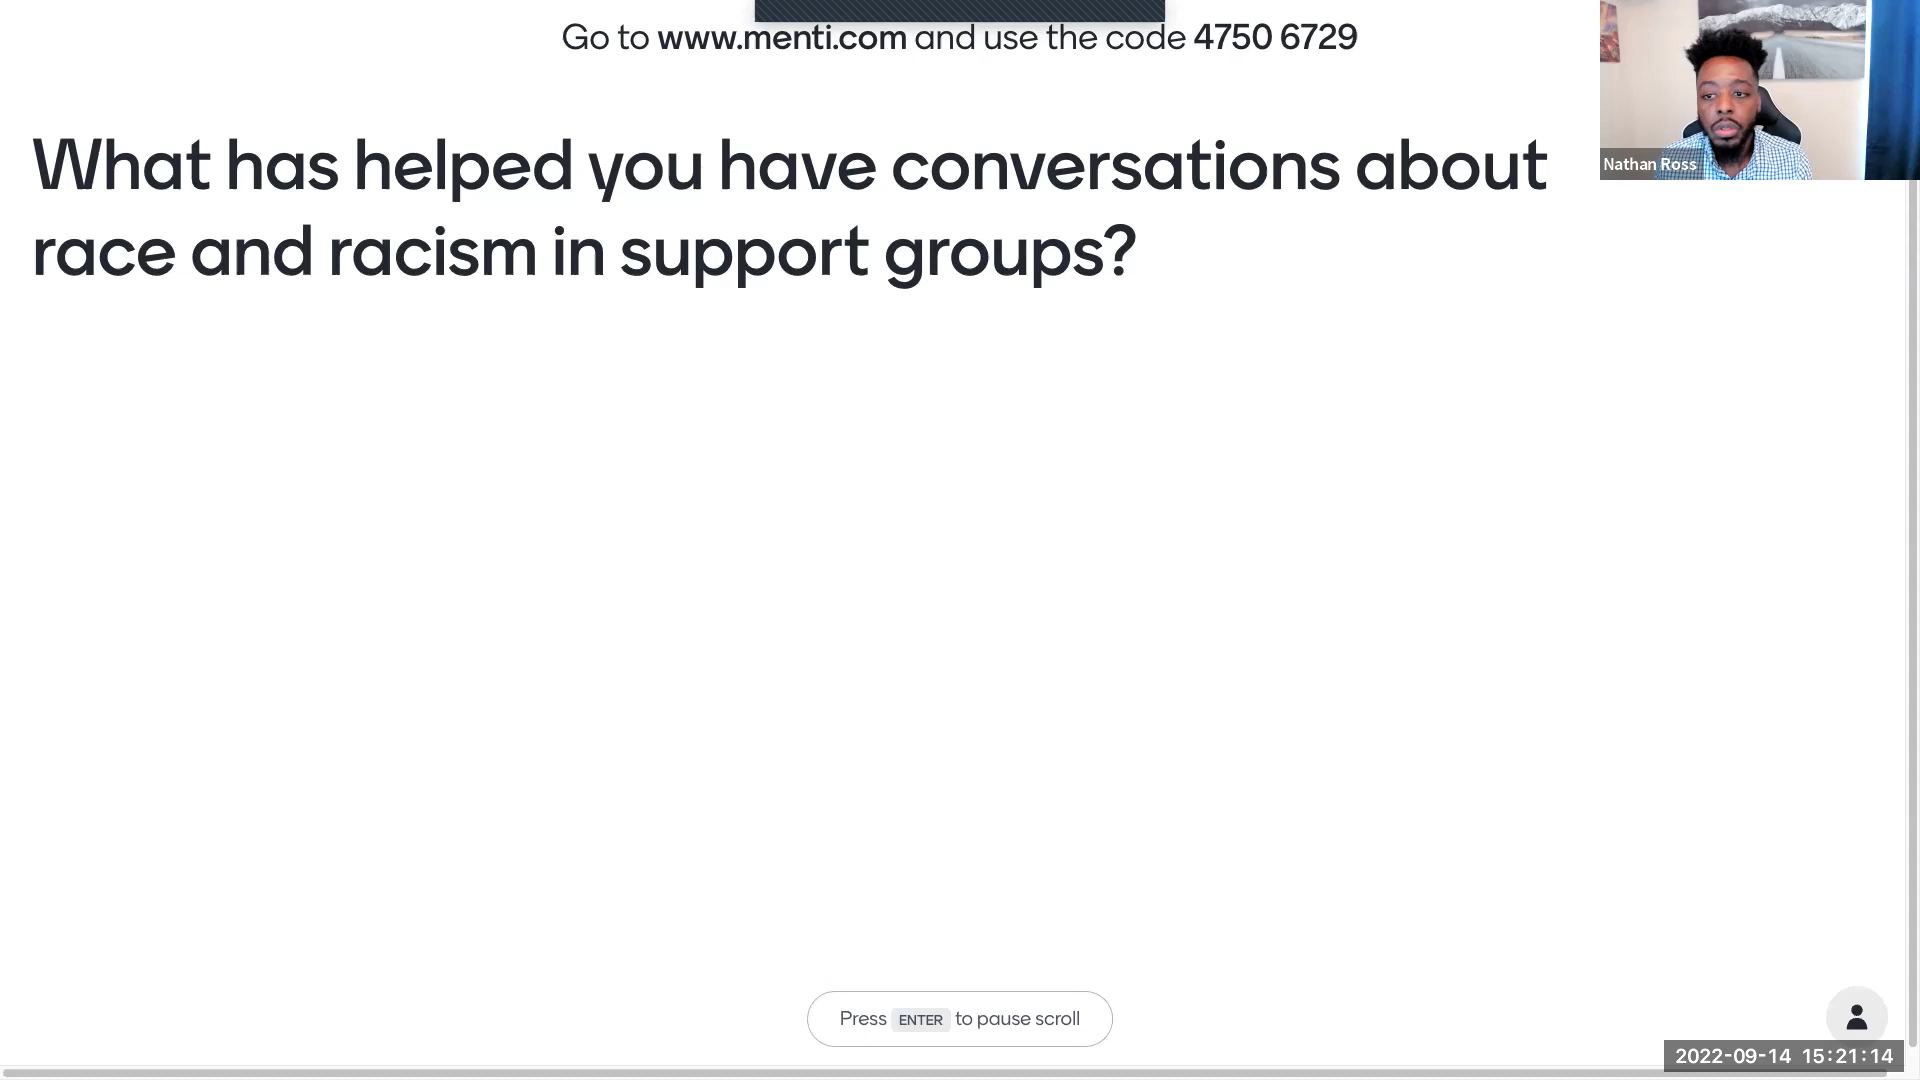 Go to www.menti.com and use the code 4750 6729
Nathan Ross
What has helped you have conversations about
race and racism in support groups?
Press ENTER to pause scroll
2022-09-14 15:21:14